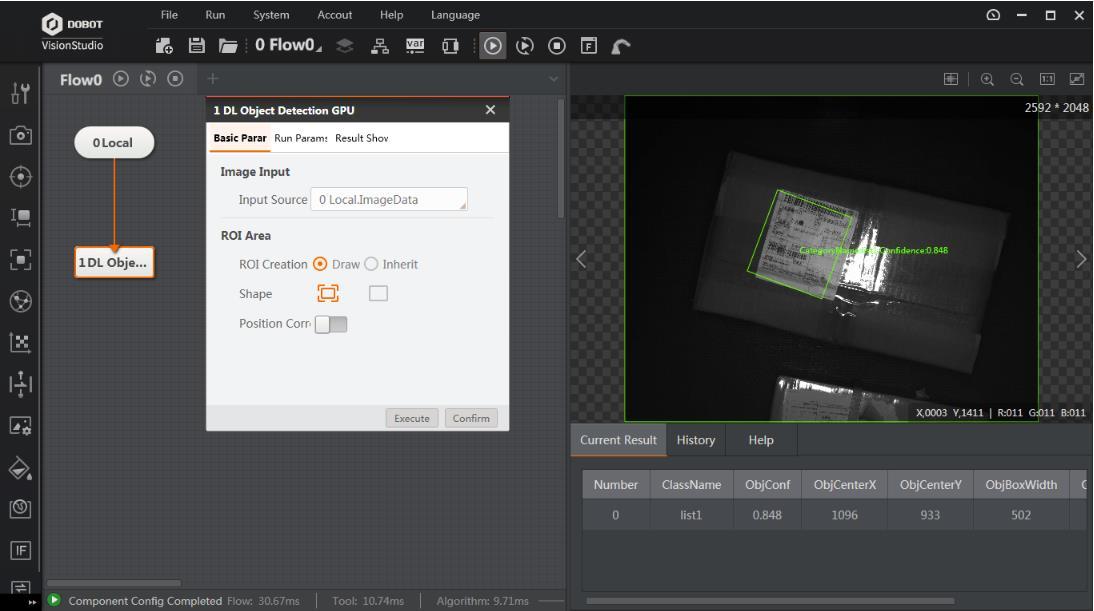 DOBOT
VisionStudio
File Run System Accout Help Language
0 Flow0
var
F
Flow0
0 Local
1 DL Obje...
1 DL Object Detection GPU
Basic Parar Run Params Result Shov
Image Input
Input Source 0 Local.ImageData
ROI Area
ROI Creation Draw Inherit
Shape
Position Corr
Execute Confirm
1:1
2592 * 2048
Confidence:0.848
X,0003 Y,1411 | R:011 G:011 B:011
Current Result History Help
Number ClassName ObjConf ObjCenterX ObjCenterY ObjBoxWidth
0 list1 0.848 1096 933 502
IF
Component Config Completed Flow: 30.67ms Tool: 10.74ms Algorithm: 9.71ms